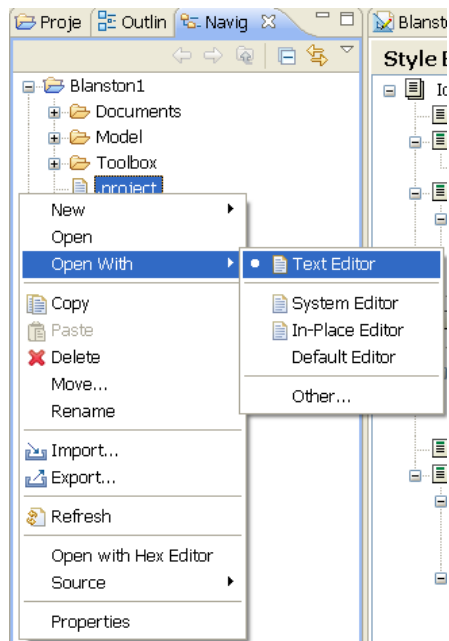 Proje
Outlin
Navig
Blanst
Style E
Blanston1
Documents
Model
Toolbox
.project
New
Open
Open With
Copy
Paste
Delete
Move...
Rename
Import...
Export...
Refresh
Open with Hex Editor
Source
Properties
Text Editor
System Editor
In-Place Editor
Default Editor
Other...